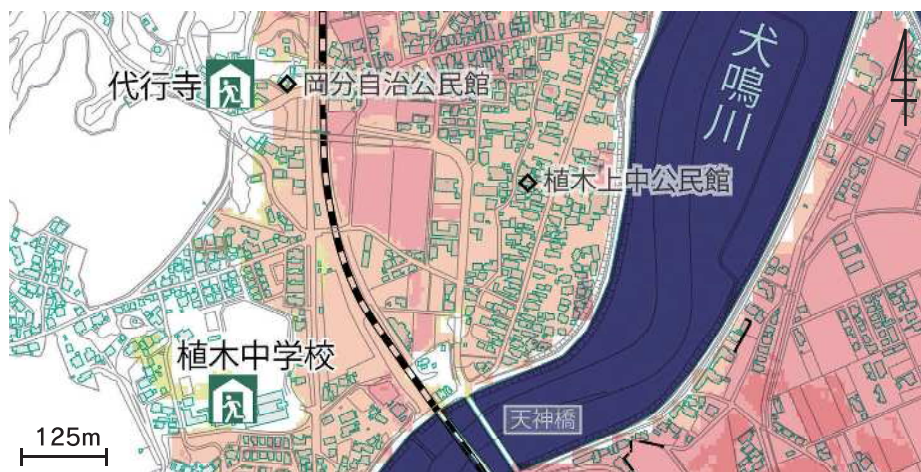 代行寺
岡分自治公民館
犬鳴川
植木上中公民館
植木中学校
天神橋
125m